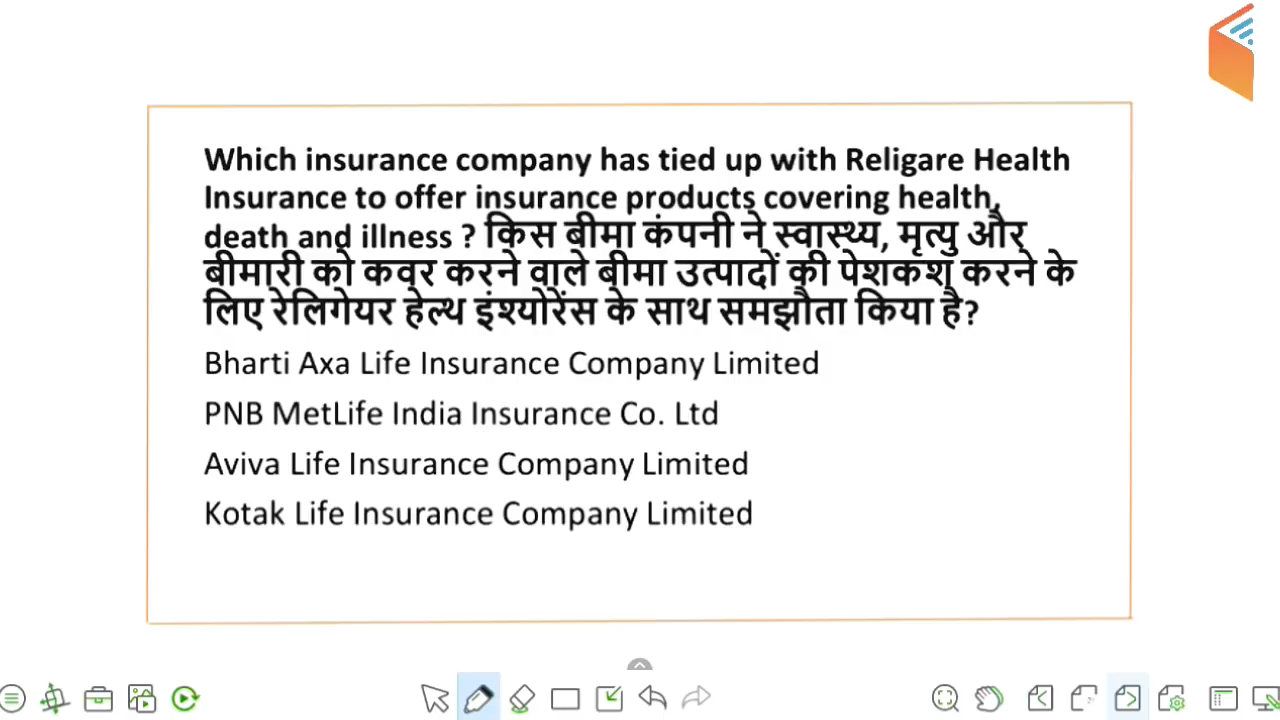 Which insurance company has tied up with Religare Health
Insurance to offer insurance products covering health,
death and illness ? किस बीमा कंपनी ने स्वास्थ्य, मृत्यु और
बीमारी को कवर करने वाले बीमा उत्पादों की पेशकश करने के
लिए रेलिगेयर हेल्थ इंश्योरेंस के साथ समझौता किया है?
Bharti Axa Life Insurance Company Limited
PNB MetLife India Insurance Co. Ltd
Aviva Life Insurance Company Limited
Kotak Life Insurance Company Limited